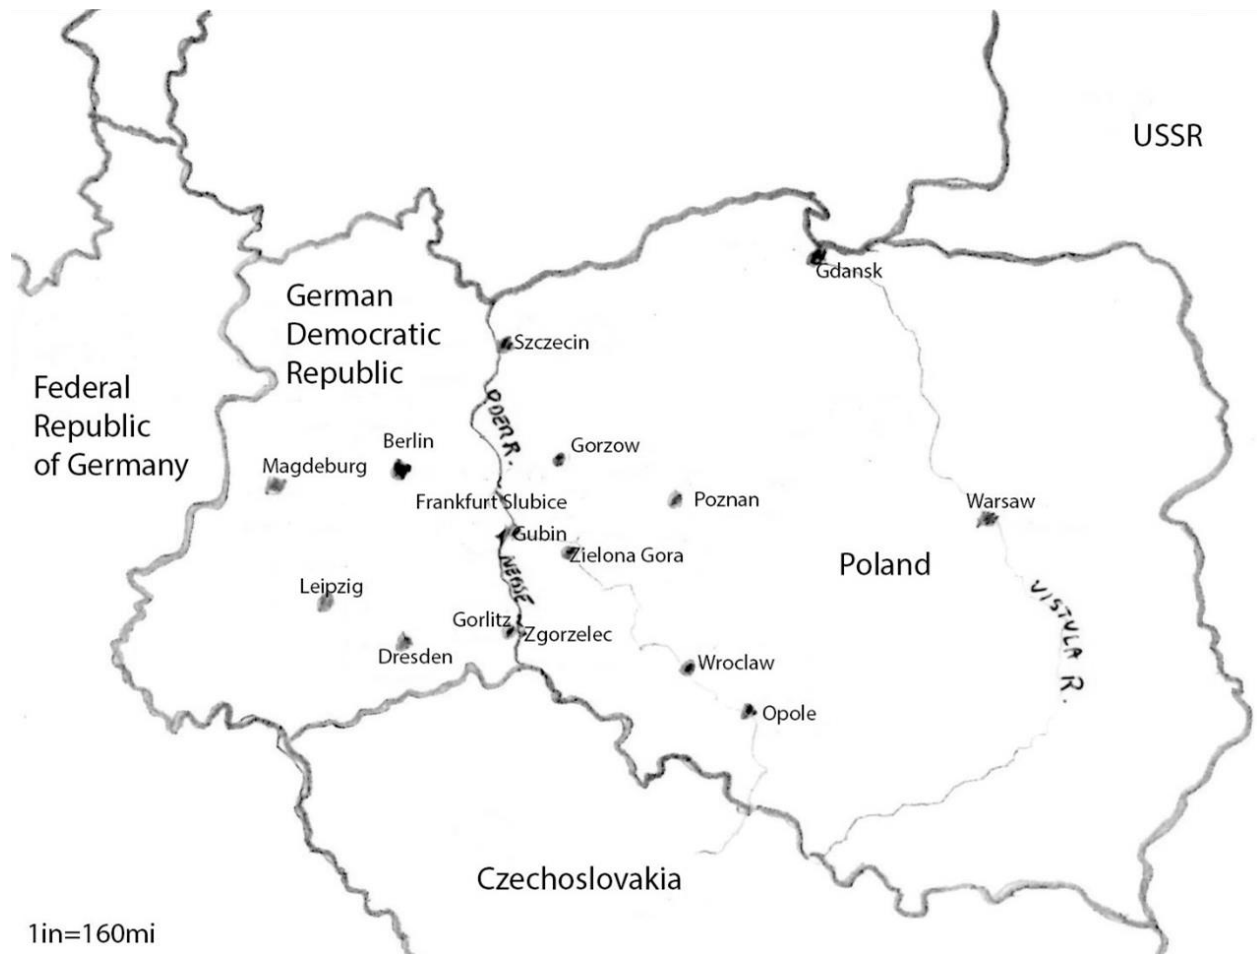 USSR
Gdansk
German
Democratic
Republic
Szczecin
Federal
Republic
of Germany
ODER R.
Berlin
Gorzow
Magdeburg
Frankfurt Slubice
Poznan
Warsaw
Gubin
Zielona Gora
Poland
NEISSE
Leipzig
VISTULA R.
Gorlitz
Zgorzelec
Dresden
Wroclaw
Opole
Czechoslovakia
1in=160mi